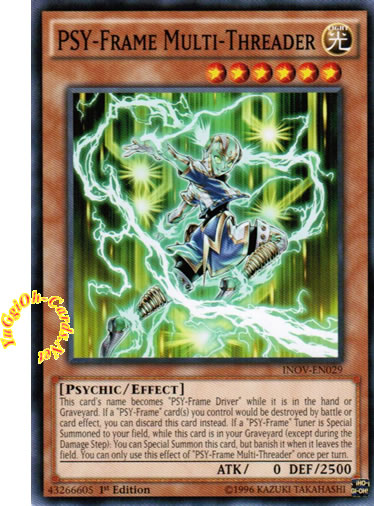 PSY-FRAME MULTI-THREADER
LIGHT
光
YuGgiOh-Cards.Net
INOV-EN029
[PSYCHIC/EFFECT]
This card's name becomes "PSY-Frame Driver" while it is in the hand or
Graveyard. If a "PSY-Frame" card(s) you control would be destroyed by battle or
card effect, you can discard this card instead. If a "PSY-Frame" Tuner is Special
Summoned to your field, while this card is in your Graveyard (except during the
Damage Step): You can Special Summon this card, but banish it when it leaves the
field. You can only use this effect of "PSY-Frame Multi-Threader" once per turn.
ATK/ 0 DEF/2500
43266605 1st Edition ©1996 KAZUKI TAKAHASHI